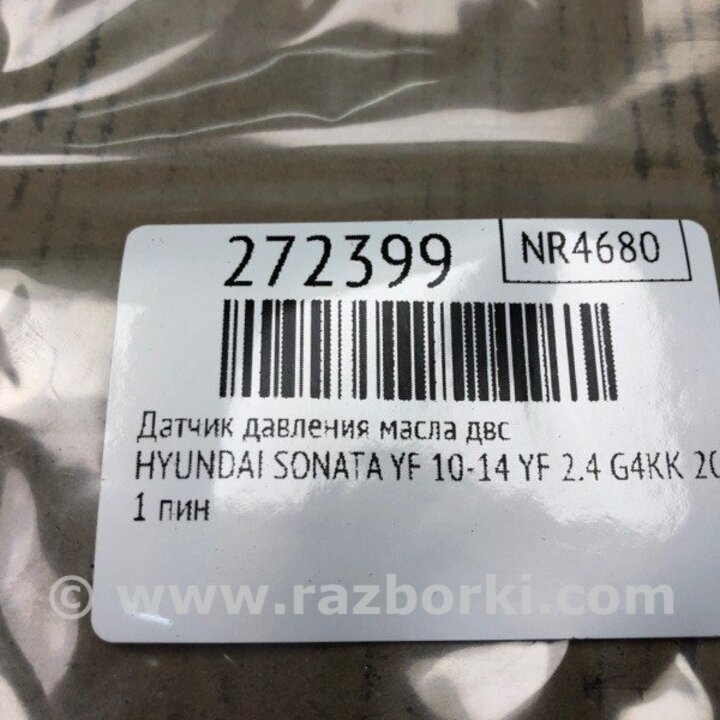 272399
NR4680
Датчик давления масла двс
HYUNDAI SONATA YF 10-14 YF 2.4 G4KK
1 пин
© www.razborki.com